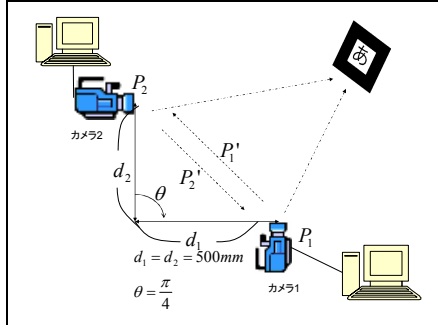 あ
P₂
カメラ2
P₁'
P₂'
d₂
θ
d₁
P₁
d₁ = d₂ = 500mm
θ = π/4
カメラ1